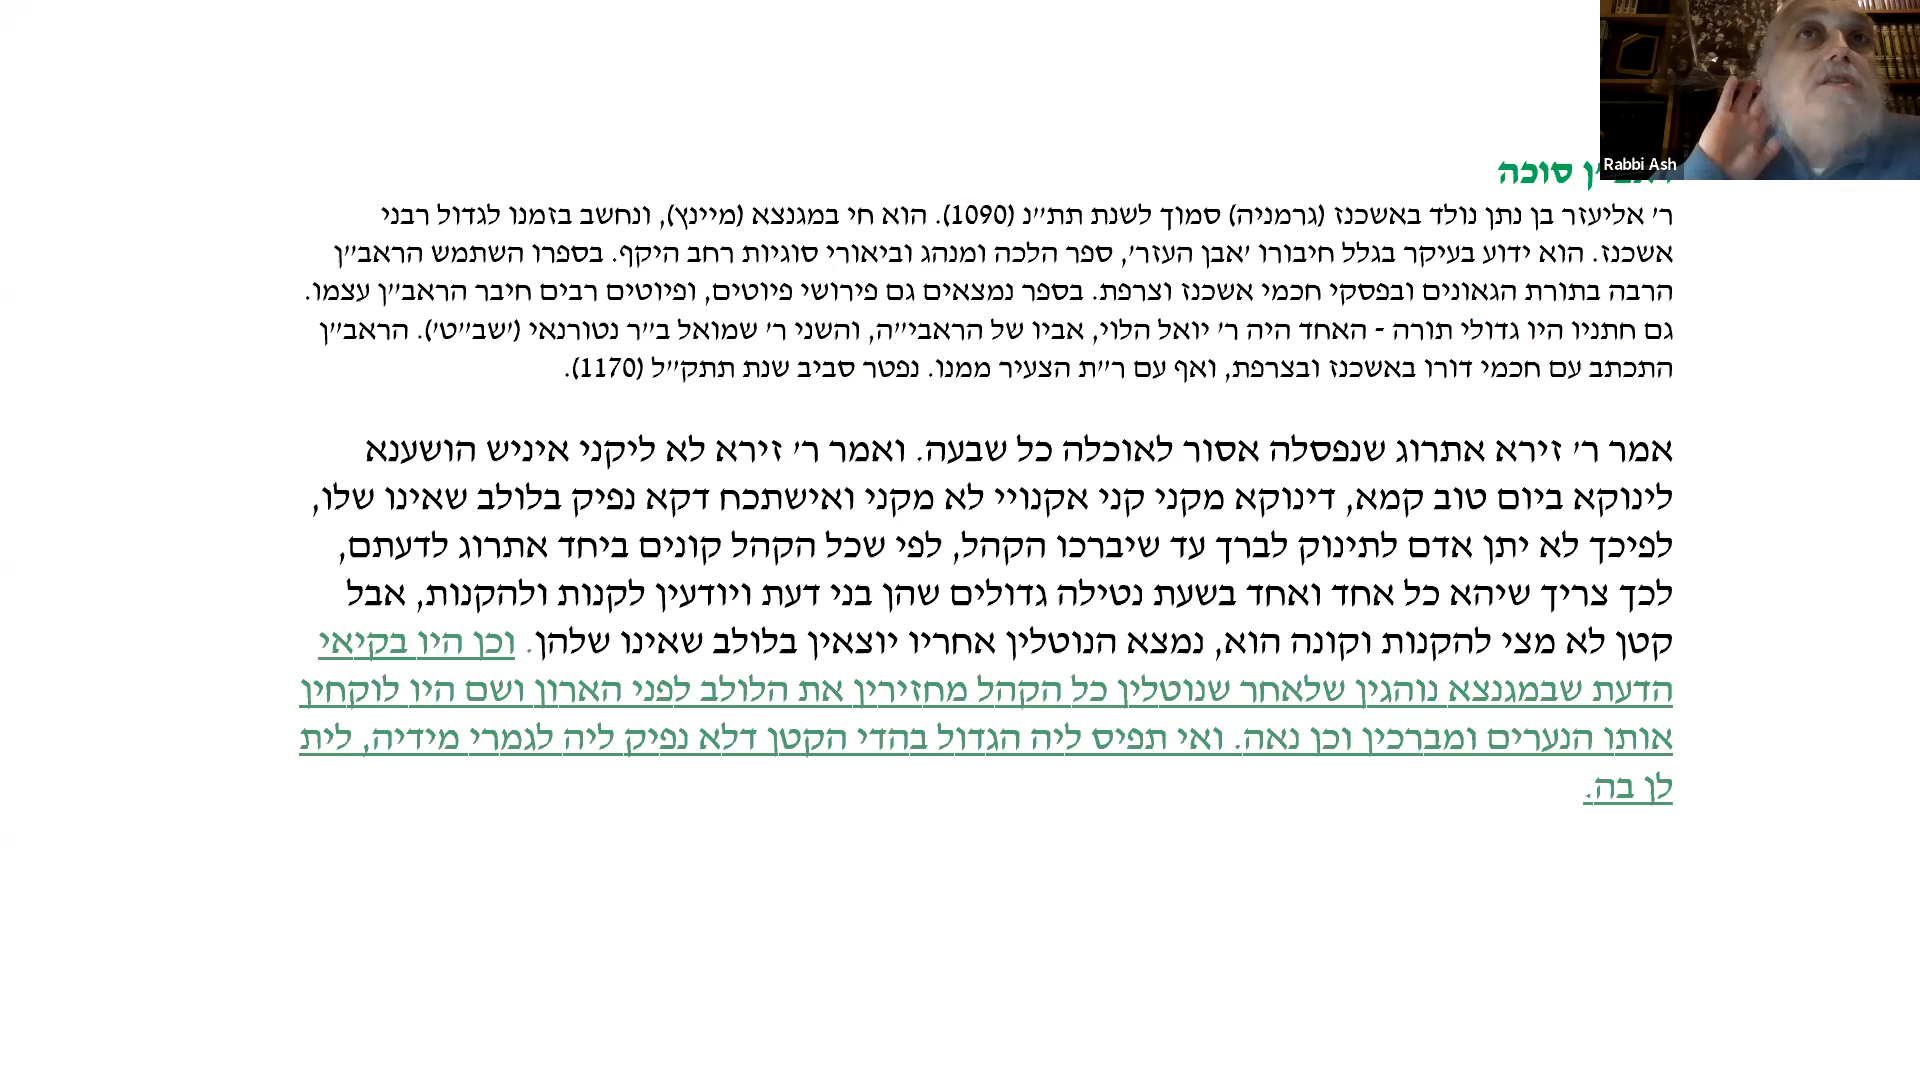 Rabbi Ash
סוכה
ר׳ אליעזר בן נתן נולד באשכנז (גרמניה) סמוך לשנת תת״נ (1090). הוא חי במגנצא (מיינץ), ונחשב בזמנו לגדול רבני
אשכנז. הוא ידוע בעיקר בגלל חיבורו ׳אבן העזר׳, ספר הלכה ומנהג וביאורי סוגיות רחב היקף. בספרו השתמש הראב״ן
הרבה בתורת הגאונים ובפסקי חכמי אשכנז וצרפת. בספר נמצאים גם פירושי פיוטים, ופיוטים רבים חיבר הראב״ן עצמו.
גם חתניו היו גדולי תורה - האחד היה ר׳ יואל הלוי, אביו של הראבי״ה, והשני ר׳ שמואל ב״ר נטורנאי (׳שב״ט׳). הראב״ן
התכתב עם חכמי דורו באשכנז ובצרפת, ואף עם ר״ת הצעיר ממנו. נפטר סביב שנת תתק״ל (1170).
אמר ר׳ זירא אתרוג שנפסלה אסור לאוכלה כל שבעה. ואמר ר׳ זירא לא ליקני איניש הושענא
לינוקא ביום טוב קמא, דינוקא מקני קני אקנויי לא מקני ואישתכח דקא נפיק בלולב שאינו שלו,
לפיכך לא יתן אדם לתינוק לברך עד שיברכו הקהל, לפי שכל הקהל קונים ביחד אתרוג לדעתם,
לכך צריך שיהא כל אחד ואחד בשעת נטילה גדולים שהן בני דעת ויודעין לקנות ולהקנות, אבל
קטן לא מצי להקנות וקונה הוא, נמצא הנוטלין אחריו יוצאין בלולב שאינו שלהן. וכן היו בקיאי
הדעת שבמגנצא נוהגין שלאחר שנוטלין כל הקהל מחזירין את הלולב לפני הארון ושם היו לוקחין
אותו הנערים ומברכין וכן נאה. ואי תפיס ליה הגדול בהדי הקטן דלא נפיק ליה לגמרי מידיה, לית
לן בה.